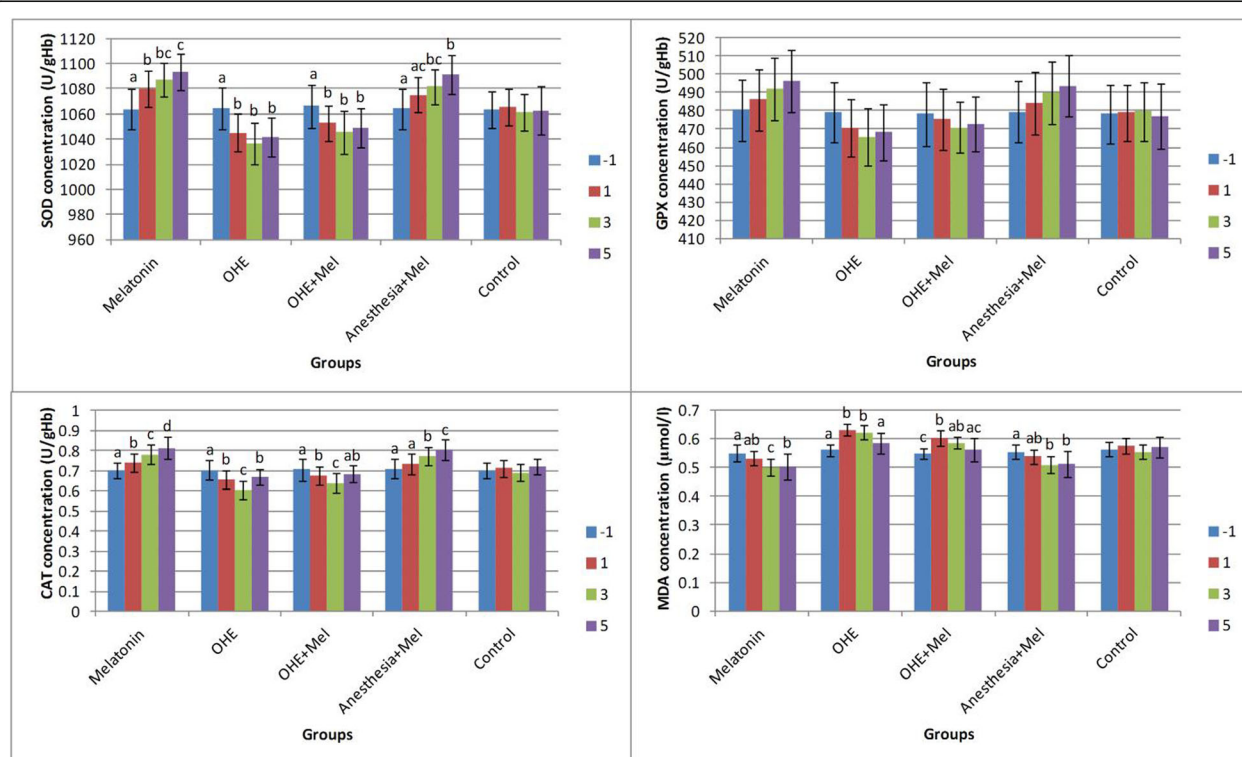 SOD concentration (U/gHb)
1120
1100
1080
1060
1040
1020
1000
980
960
a b bc c
a b b b
a b b b
a ac bc b
Melatonin
OHE
OHE+Mel
Anesthesia+Mel
Control
Groups
-1
1
3
5
GPX concentration (U/gHb)
520
510
500
490
480
470
460
450
440
430
420
410
Melatonin
OHE
OHE+Mel
Anesthesia+Mel
Control
Groups
-1
1
3
5
CAT concentration (U/gHb)
1
0.9
0.8
0.7
0.6
0.5
0.4
0.3
0.2
0.1
0
a b c d
a b c b
a b c ab
a a b c
Melatonin
OHE
OHE+Mel
Anesthesia+Mel
Control
Groups
-1
1
3
5
MDA concentration (µmol/l)
0.7
0.6
0.5
0.4
0.3
0.2
0.1
0
a ab c b
a b b a
c b ab ac
a ab b b
Melatonin
OHE
OHE+Mel
Anesthesia+Mel
Control
Groups
-1
1
3
5